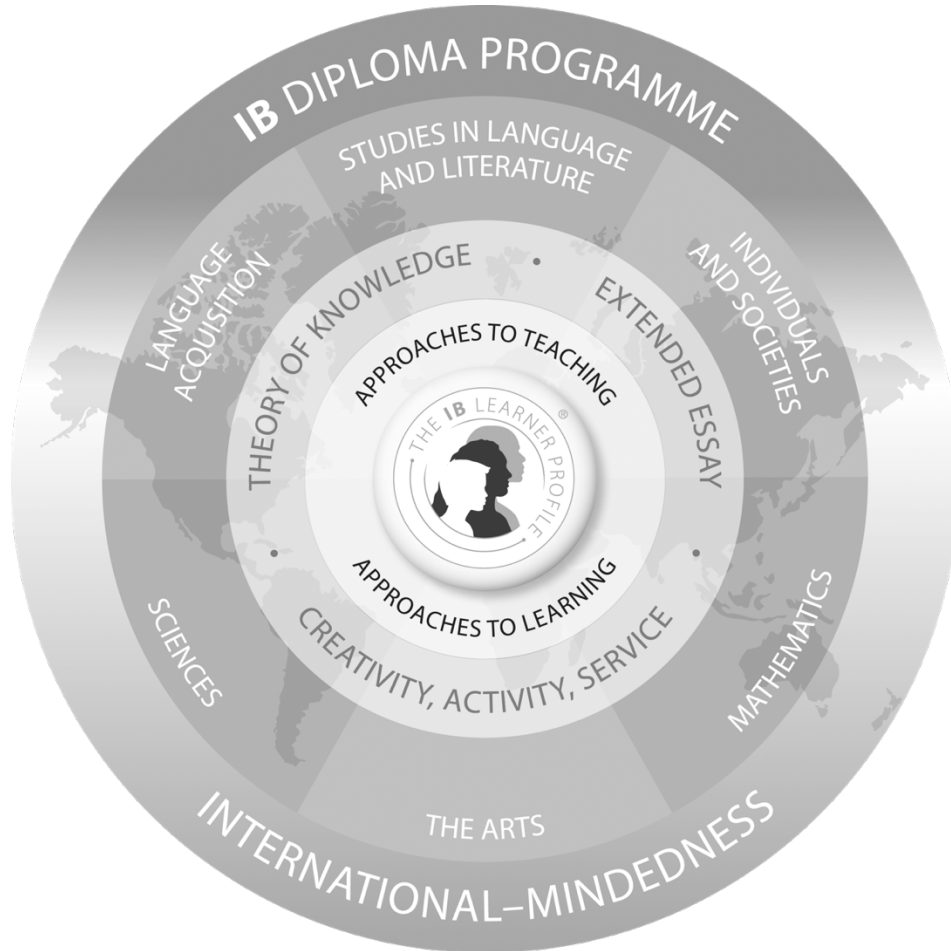 IB DIPLOMA PROGRAMME
STUDIES IN LANGUAGE
AND LITERATURE
LANGUAGE
ACQUISITION
INDIVIDUALS
AND SOCIETIES
THEORY OF KNOWLEDGE
EXTENDED ESSAY
APPROACHES TO TEACHING
THE IB LEARNER PROFILE®
APPROACHES TO LEARNING
CREATIVITY, ACTIVITY, SERVICE
SCIENCES
MATHEMATICS
THE ARTS
INTERNATIONAL–MINDEDNESS